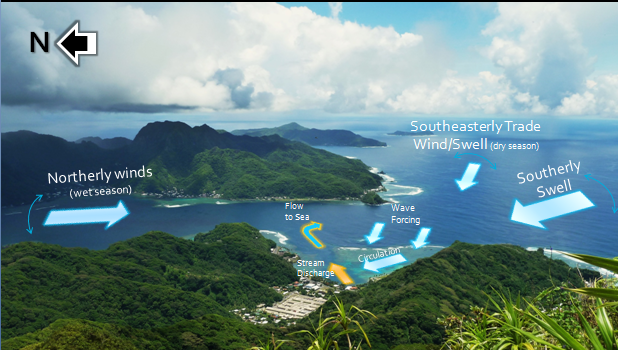 N
Southeasterly Trade
Wind/Swell (dry season)
Northerly winds
(wet season)
Southerly
Swell
Flow
to Sea
Wave
Forcing
Circulation
Stream
Discharge